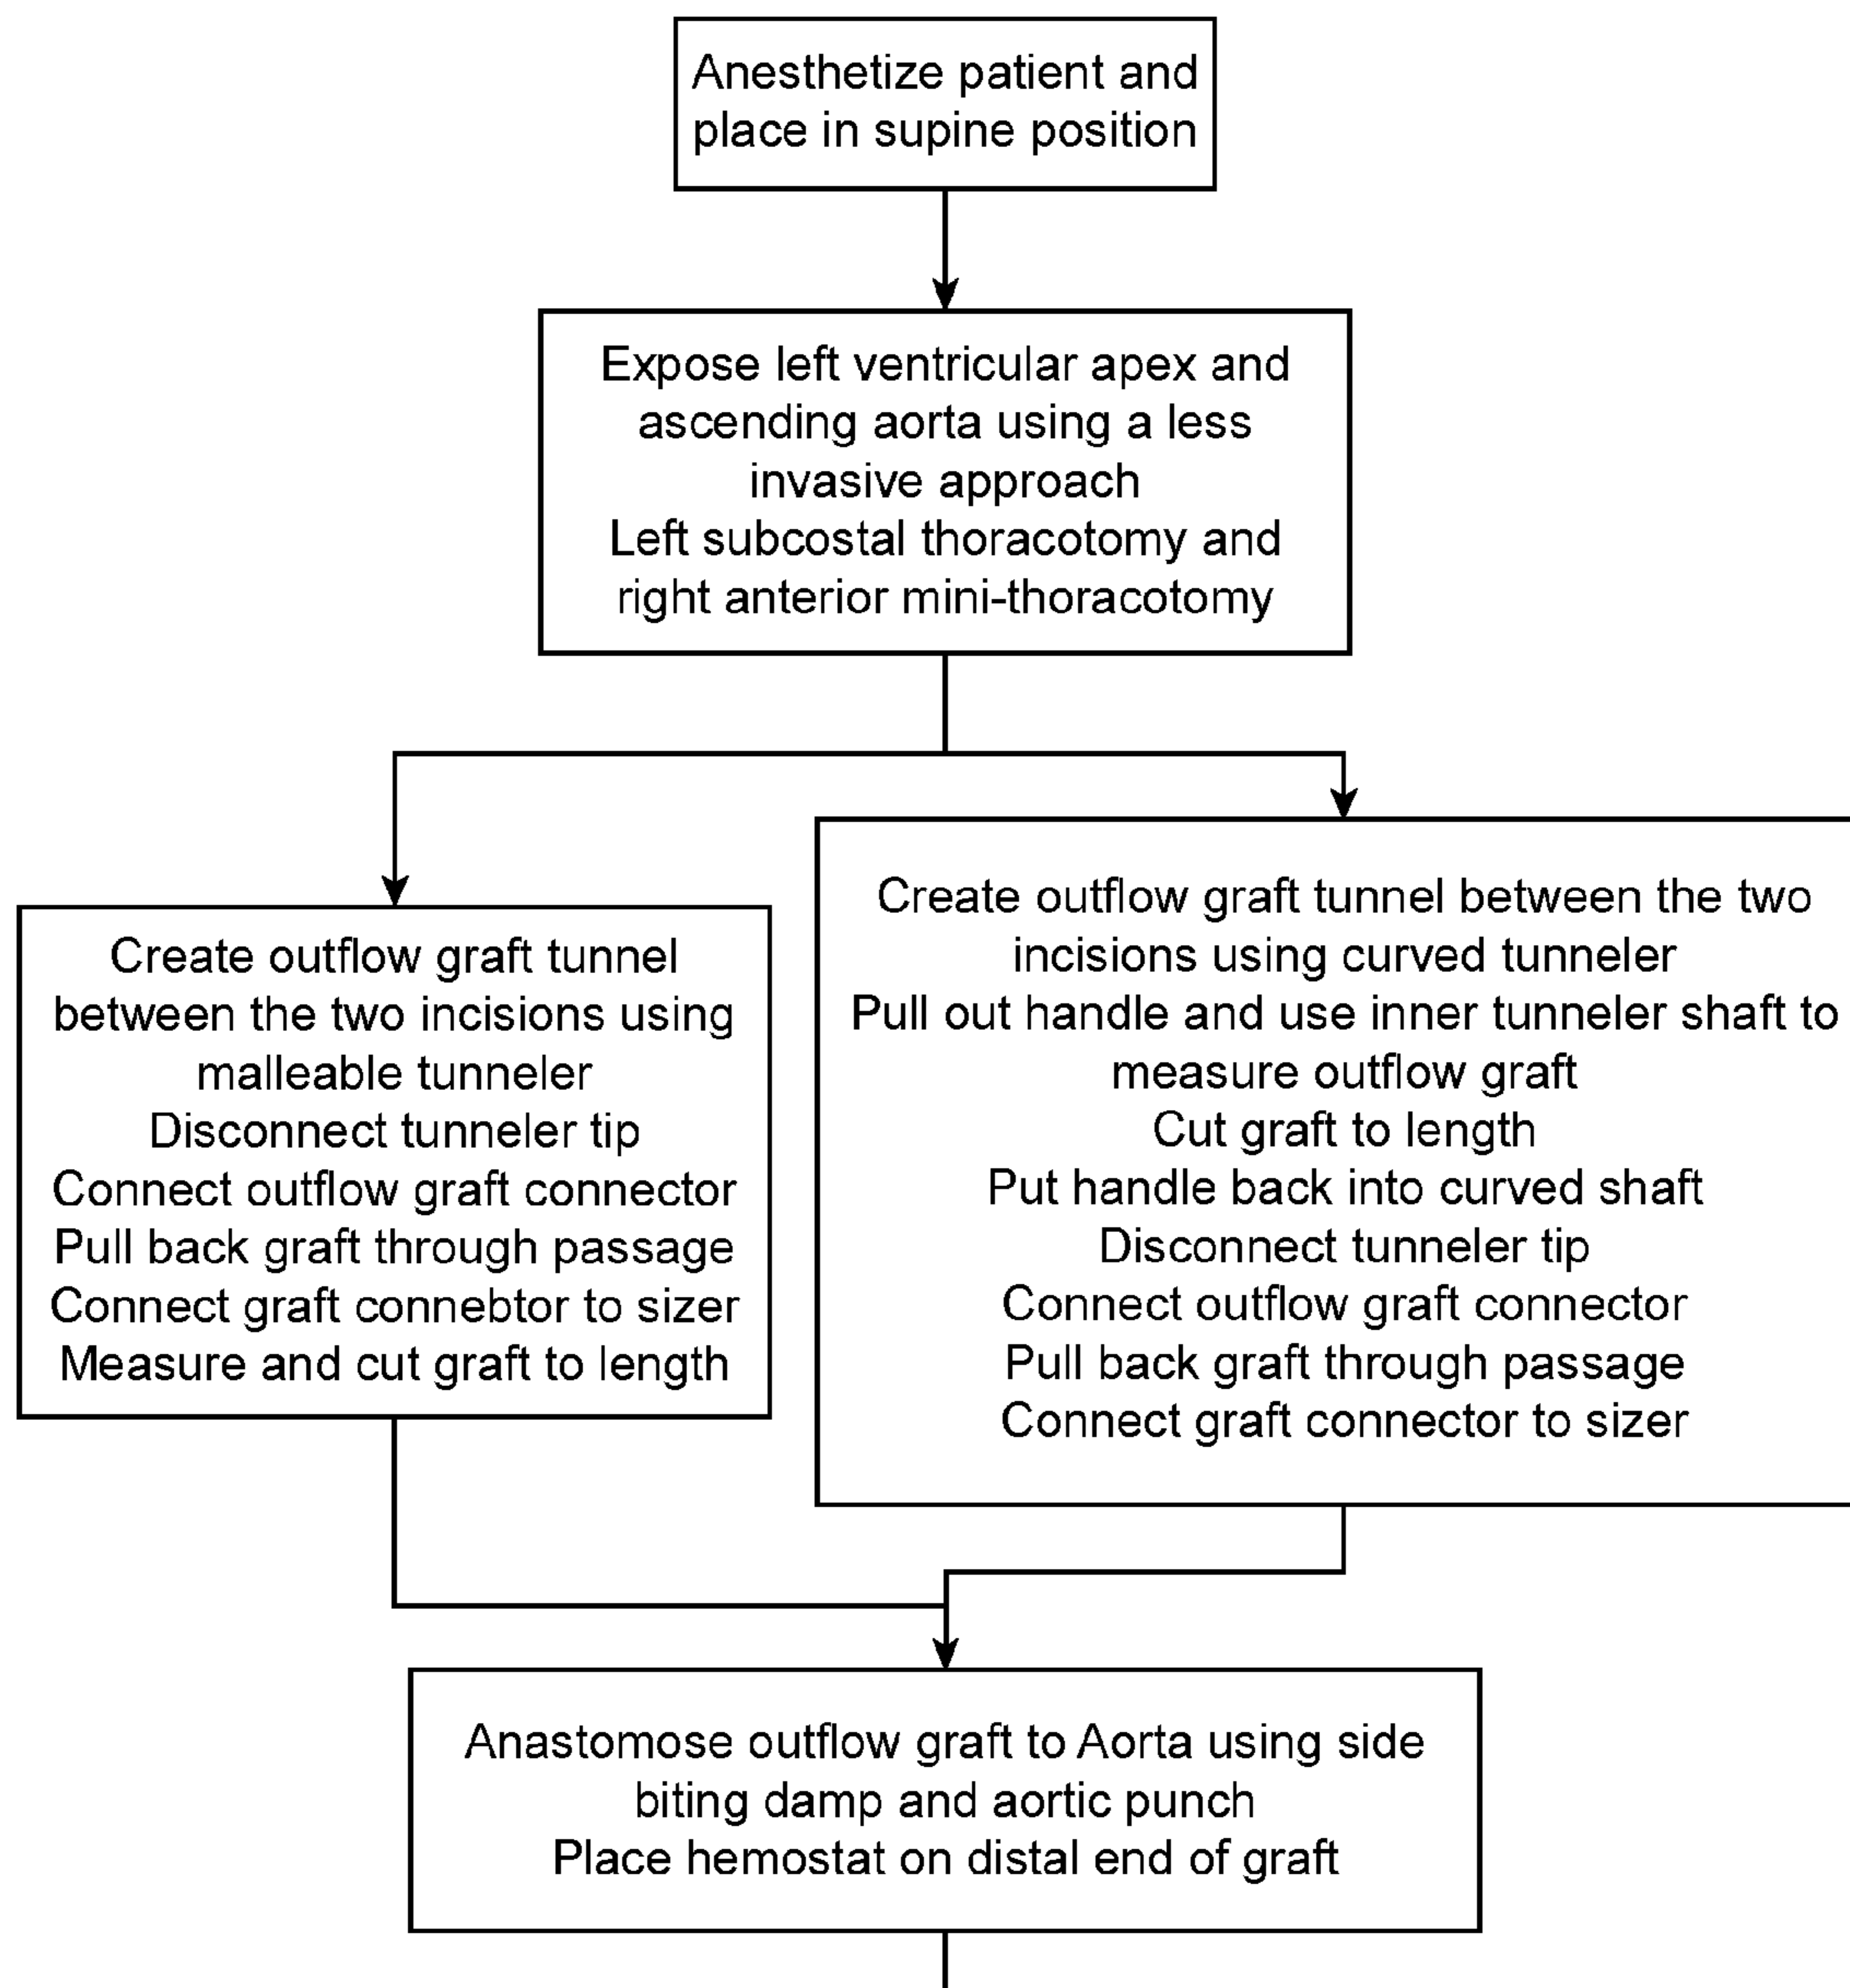 Anesthetize patient and
place in supine position
Expose left ventricular apex and
ascending aorta using a less
invasive approach
Left subcostal thoracotomy and
right anterior mini-thoracotomy
Create outflow graft tunnel
between the two incisions using
malleable tunneler
Disconnect tunneler tip
Connect outflow graft connector
Pull back graft through passage
Connect graft connebtor to sizer
Measure and cut graft to length
Create outflow graft tunnel between the two
incisions using curved tunneler
Pull out handle and use inner tunneler shaft to
measure outflow graft
Cut graft to length
Put handle back into curved shaft
Disconnect tunneler tip
Connect outflow graft connector
Pull back graft through passage
Connect graft connector to sizer
Anastomose outflow graft to Aorta using side
biting damp and aortic punch
Place hemostat on distal end of graft